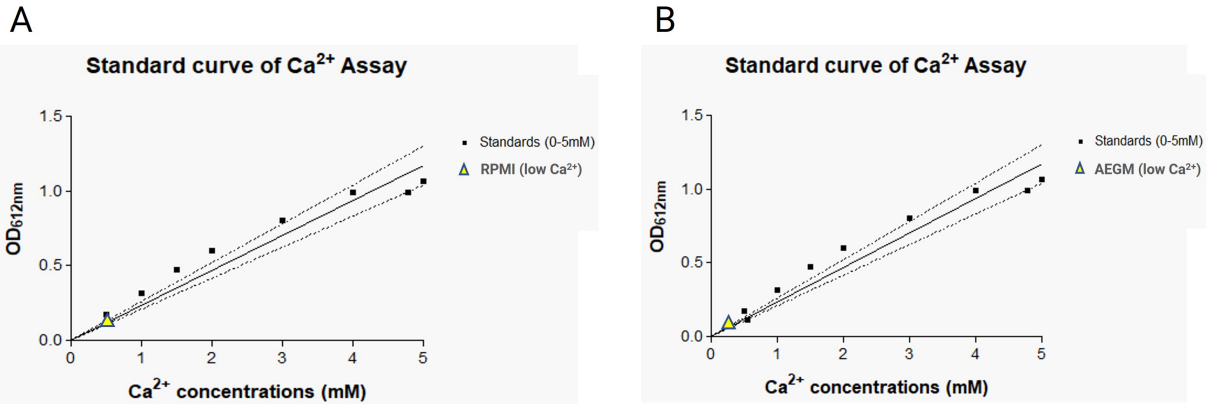 A
Standard curve of Ca²⁺ Assay
1.5
1.0
0.5
0.0
OD612nm
0 1 2 3 4 5
Ca²⁺ concentrations (mM)
Standards (0-5mM)
RPMI (low Ca²⁺)
B
Standard curve of Ca²⁺ Assay
1.5
1.0
0.5
0.0
OD612nm
0 1 2 3 4 5
Ca²⁺ concentrations (mM)
Standards (0-5mM)
AEGM (low Ca²⁺)